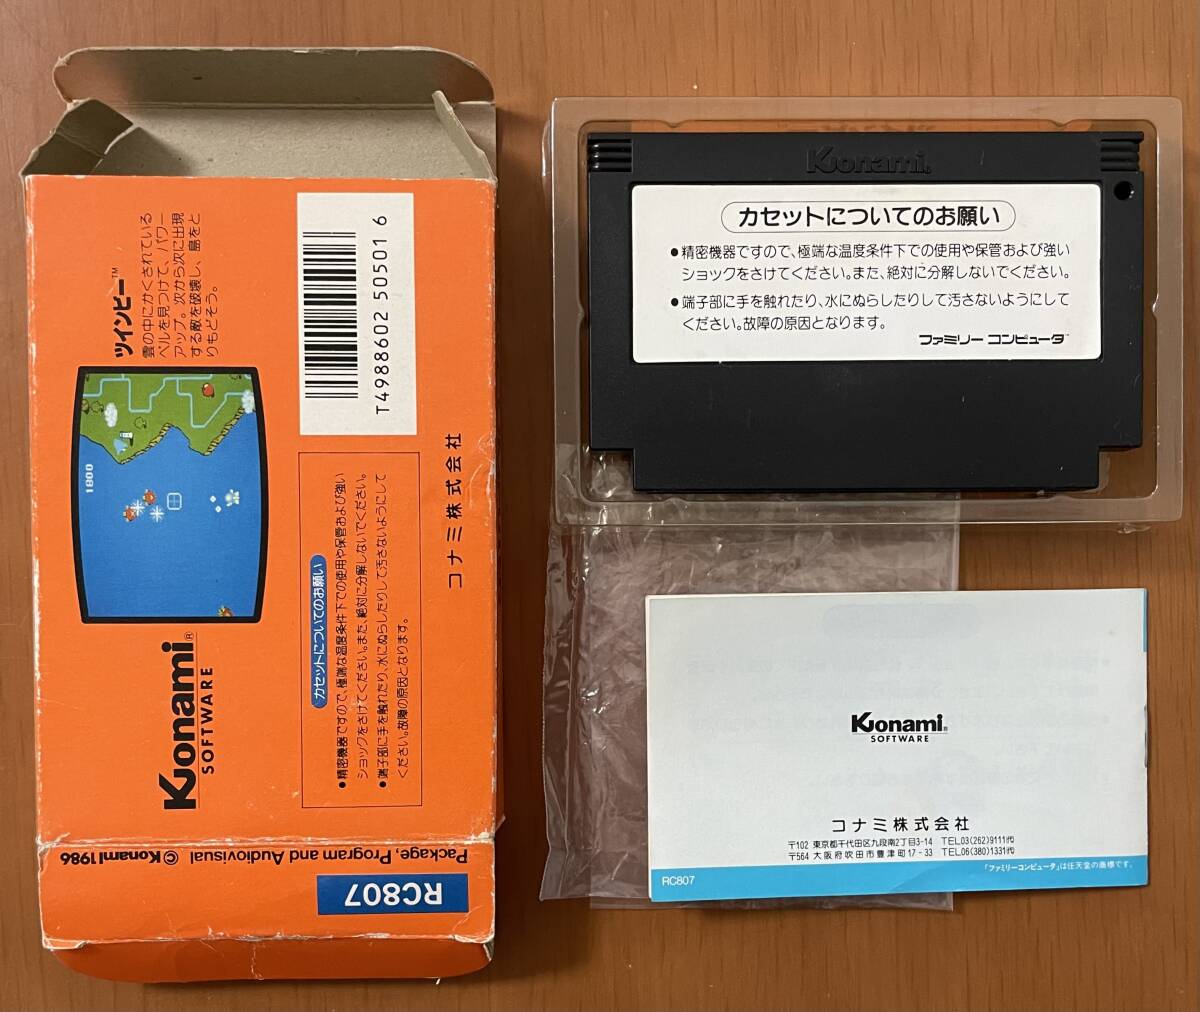 ツインビー™
雲の中にかくされている
ベルを見つけて、パワー
アップ。次から次に出現
する敵を破壊し、島をと
りもどそう。
1800
Konami®
SOFTWARE
T4988602 50501 6
カセットについてのお願い
●精密機器ですので、極端な温度条件下での使用や保管および強い
ショックをさけてください。また、絶対に分解しないでください。
●端子部に手を触れたり、水にぬらしたりして汚さないようにして
ください。故障の原因となります。
コナミ株式会社
Package, Program and Audiovisual © Konami 1986
RC807
Konami®
カセットについてのお願い
●精密機器ですので、極端な温度条件下での使用や保管および強い
ショックをさけてください。また、絶対に分解しないでください。
●端子部に手を触れたり、水にぬらしたりして汚さないようにして
ください。故障の原因となります。
ファミリー コンピュータ™
Konami®
SOFTWARE
コナミ株式会社
〒102 東京都千代田区九段南2丁目3-14 TEL03(262)9111代
〒564 大阪府吹田市豊津町17-33 TEL06(380)1331代
「ファミリーコンピュータ」は任天堂の商標です。
RC807